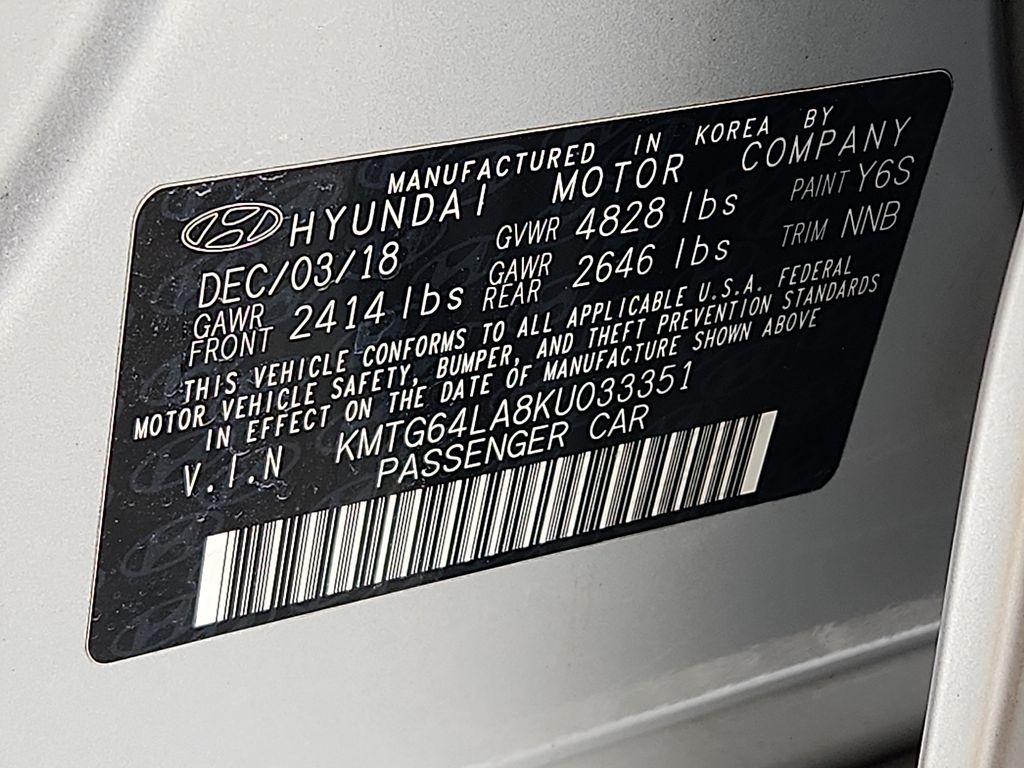 MANUFACTURED IN KOREA BY
HYUNDAI MOTOR COMPANY
DEC/03/18 GVWR 4828 lbs PAINT Y6S
GAWR FRONT 2414 lbs GAWR REAR 2646 lbs TRIM NNB
THIS VEHICLE CONFORMS TO ALL APPLICABLE U.S.A. FEDERAL
MOTOR VEHICLE SAFETY, BUMPER, AND THEFT PREVENTION STANDARDS
IN EFFECT ON THE DATE OF MANUFACTURE SHOWN ABOVE
V.I.N KMTG64LA8KU033351
PASSENGER CAR